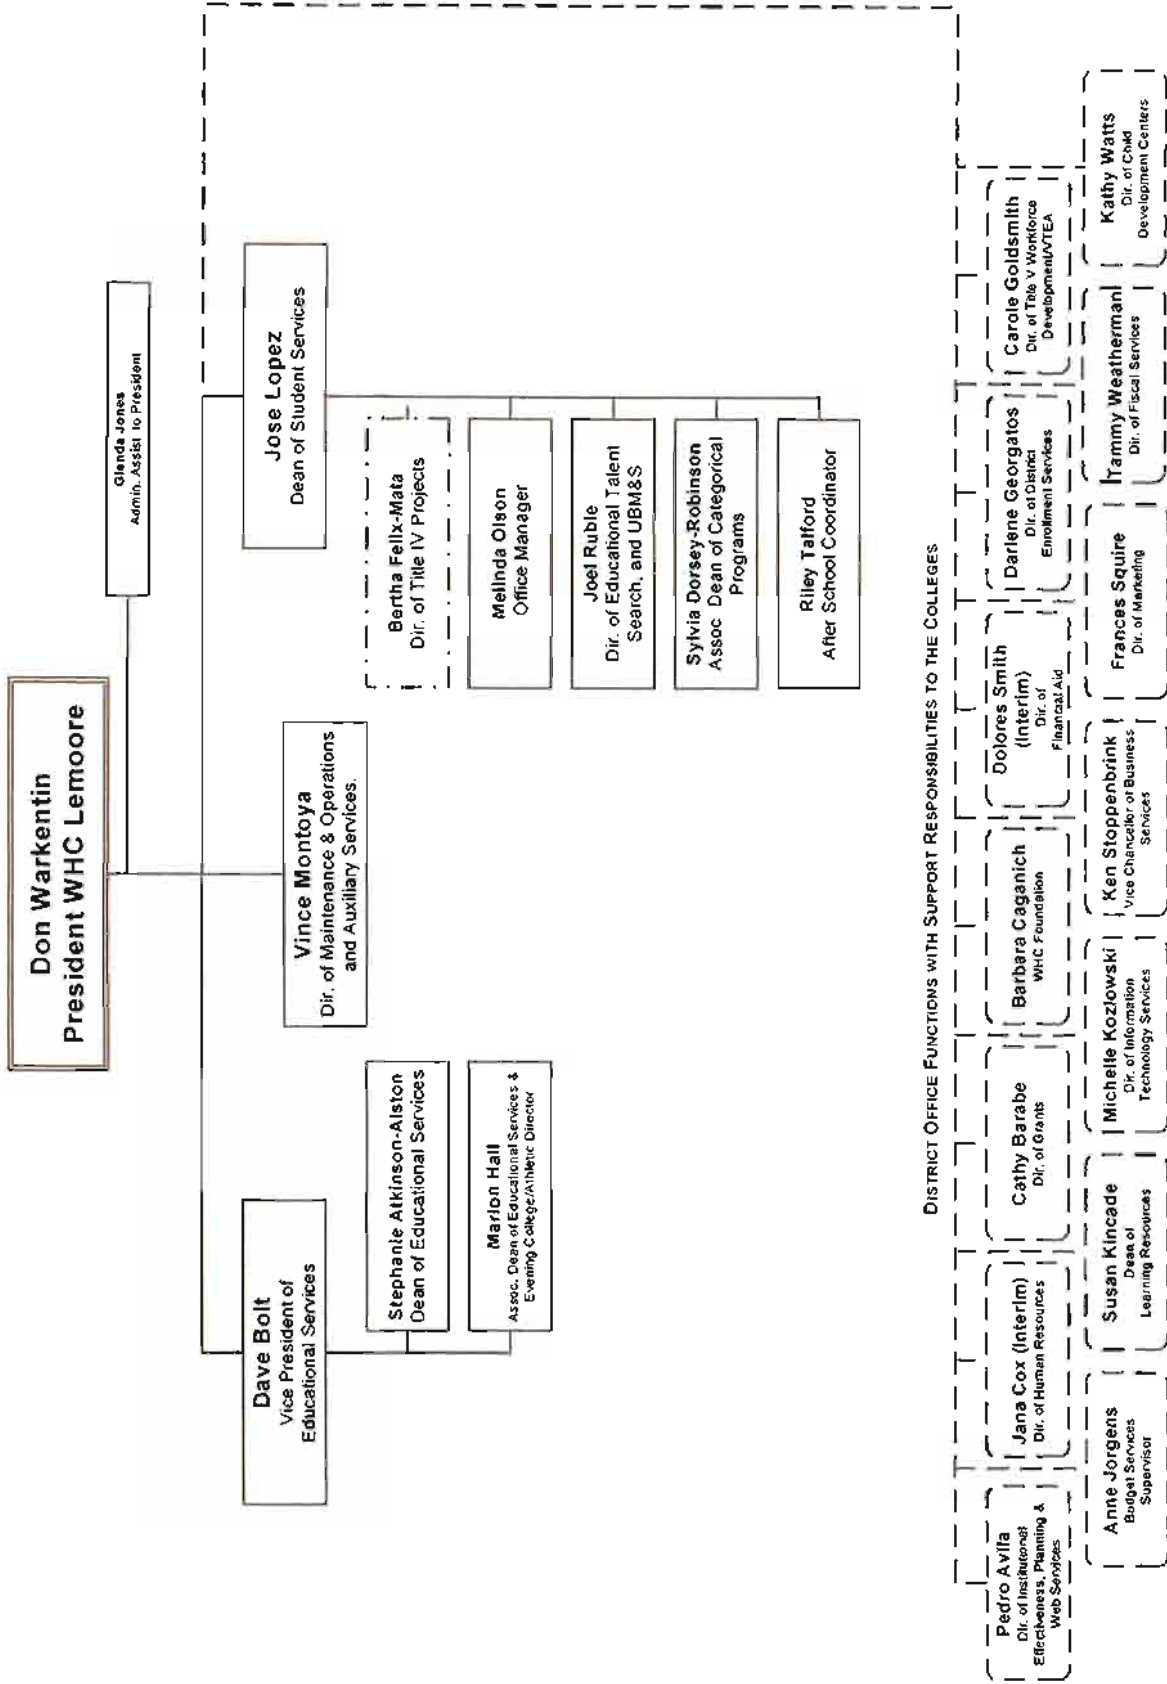 Don Warkentin
President WHC Lemoore
Glenda Jones
Admin. Assist to President
Dave Bolt
Vice President of
Educational Services
Vince Montoya
Dir. of Maintenance & Operations
and Auxiliary Services.
Jose Lopez
Dean of Student Services
Stephanie Atkinson-Alston
Dean of Educational Services
Marlon Hall
Assoc. Dean of Educational Services &
Evening College/Athletic Director
Bertha Felix-Mata
Dir. of Title IV Projects
Melinda Olson
Office Manager
Joel Ruble
Dir. of Educational Talent
Search, and UBM&S
Sylvia Dorsey-Robinson
Assoc Dean of Categorical
Programs
Riley Talford
After School Coordinator
DISTRICT OFFICE FUNCTIONS WITH SUPPORT RESPONSIBILITIES TO THE COLLEGES
Pedro Avila
Dir. of Institutional
Effectiveness, Planning &
Web Services
Jana Cox (Interim)
Dir. of Human Resources
Cathy Barabe
Dir. of Grants
Barbara Caganich
WHC Foundation
Dolores Smith
(Interim)
Dir. of
Financial Aid
Darlene Georgatos
Dir. of District
Enrollment Services
Carole Goldsmith
Dir. of Title V Workforce
Development/VTEA
Anne Jorgens
Budget Services
Supervisor
Susan Kincade
Dean of
Learning Resources
Michelle Kozlowski
Dir. of Information
Technology Services
Ken Stoppenbrink
Vice Chancellor of Business
Services
Frances Squire
Dir. of Marketing
Tammy Weatherman
Dir. of Fiscal Services
Kathy Watts
Dir. of Child
Development Centers